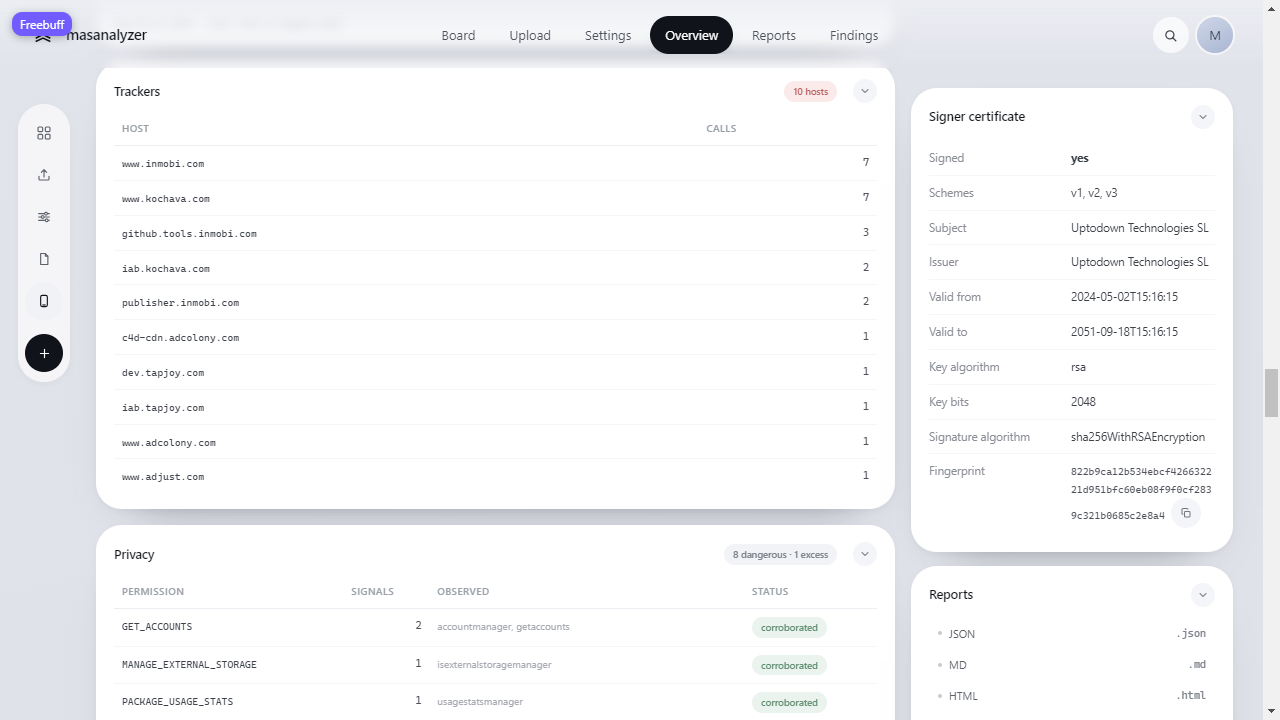 Freebuff
masanalyzer
Board
Upload
Settings
Overview
Reports
Findings
M
Trackers
10 hosts
HOST CALLS
www.inmobi.com 7
www.kochava.com 7
github.tools.inmobi.com 3
iab.kochava.com 2
publisher.inmobi.com 2
c4d-cdn.adcolony.com 1
dev.tapjoy.com 1
iab.tapjoy.com 1
www.adcolony.com 1
www.adjust.com 1
Privacy
8 dangerous · 1 excess
PERMISSION SIGNALS OBSERVED STATUS
GET_ACCOUNTS 2 accountmanager, getaccounts corroborated
MANAGE_EXTERNAL_STORAGE 1 isexternalstoragemanager corroborated
PACKAGE_USAGE_STATS 1 usagestatsmanager corroborated
Signer certificate
Signed yes
Schemes v1, v2, v3
Subject Uptodown Technologies SL
Issuer Uptodown Technologies SL
Valid from 2024-05-02T15:16:15
Valid to 2051-09-18T15:16:15
Key algorithm rsa
Key bits 2048
Signature algorithm sha256WithRSAEncryption
Fingerprint 822b9ca12b534ebcf4266322
21d951bfc60eb08f9f0cf283
9c321b0685c2e8a4
Reports
JSON .json
MD .md
HTML .html